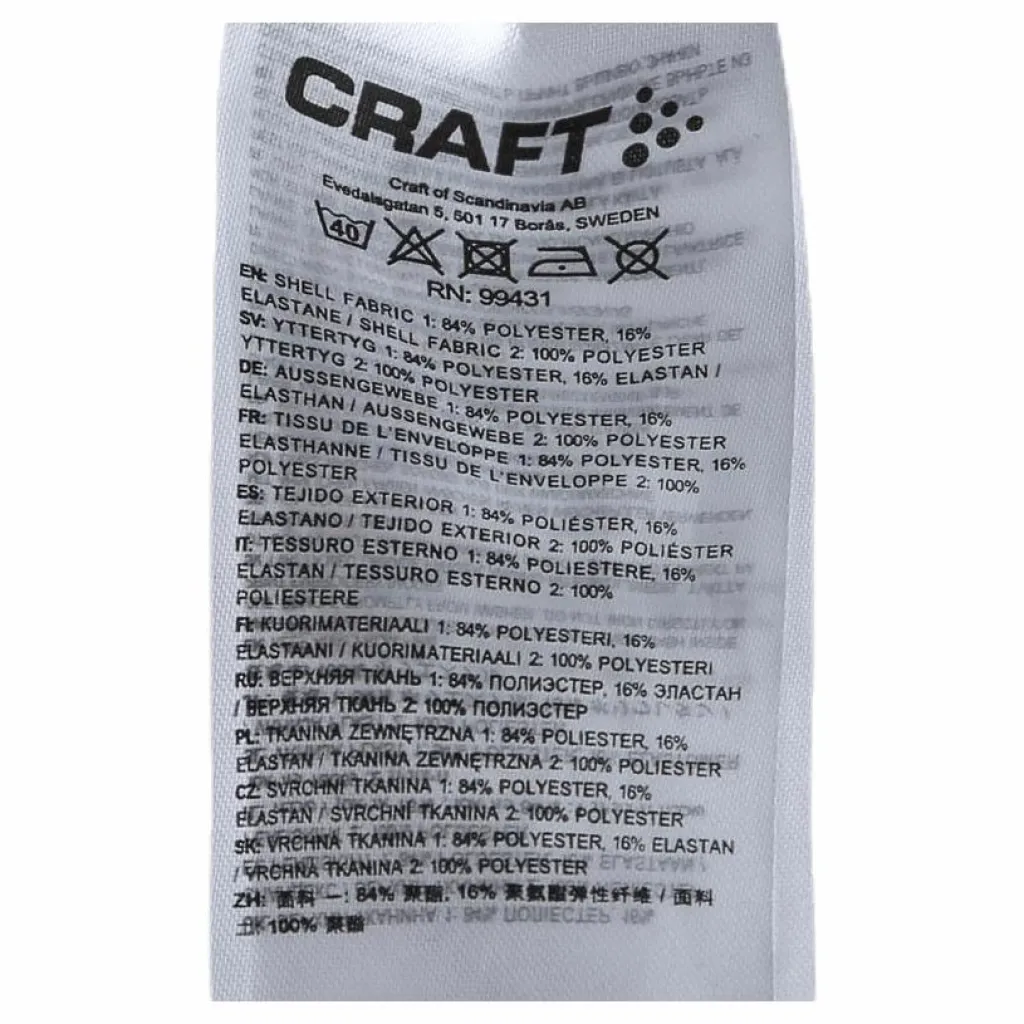 CRAFT
Craft of Scandinavia AB
Evedalsgatan 5, 501 17 Borås, SWEDEN
40
RN: 99431
EN: SHELL FABRIC 1: 84% POLYESTER, 16%
ELASTANE / SHELL FABRIC 2: 100% POLYESTER
SV: YTTERTYG 1: 84% POLYESTER, 16% ELASTAN /
YTTERTYG 2: 100% POLYESTER
DE: AUSSENGEWEBE 1: 84% POLYESTER, 16%
ELASTHAN / AUSSENGEWEBE 2: 100% POLYESTER
FR: TISSU DE L'ENVELOPPE 1: 84% POLYESTER, 16%
ELASTHANNE / TISSU DE L'ENVELOPPE 2: 100%
POLYESTER
ES: TEJIDO EXTERIOR 1: 84% POLIÉSTER, 16%
ELASTANO / TEJIDO EXTERIOR 2: 100% POLIÉSTER
IT: TESSURO ESTERNO 1: 84% POLIESTERE, 16%
ELASTAN / TESSURO ESTERNO 2: 100%
POLIESTERE
FI: KUORIMATERIAALI 1: 84% POLYESTERI, 16%
ELASTAANI / KUORIMATERIAALI 2: 100% POLYESTERI
RU: ВЕРХНЯЯ ТКАНЬ 1: 84% ПОЛИЭСТЕР, 16% ЭЛАСТАН
/ ВЕРХНЯЯ ТКАНЬ 2: 100% ПОЛИЭСТЕР
PL: TKANINA ZEWNĘTRZNA 1: 84% POLIESTER, 16%
ELASTAN / TKANINA ZEWNĘTRZNA 2: 100% POLIESTER
CZ: SVRCHNÍ TKANINA 1: 84% POLYESTER, 16%
ELASTAN / SVRCHNÍ TKANINA 2: 100% POLYESTER
SK: VRCHNA TKANINA 1: 84% POLYESTER, 16% ELASTAN
/ VRCHNA TKANINA 2: 100% POLYESTER
ZH: 面料一: 84% 聚酯, 16% 聚氨酯弹性纤维 / 面料
100% 聚酯